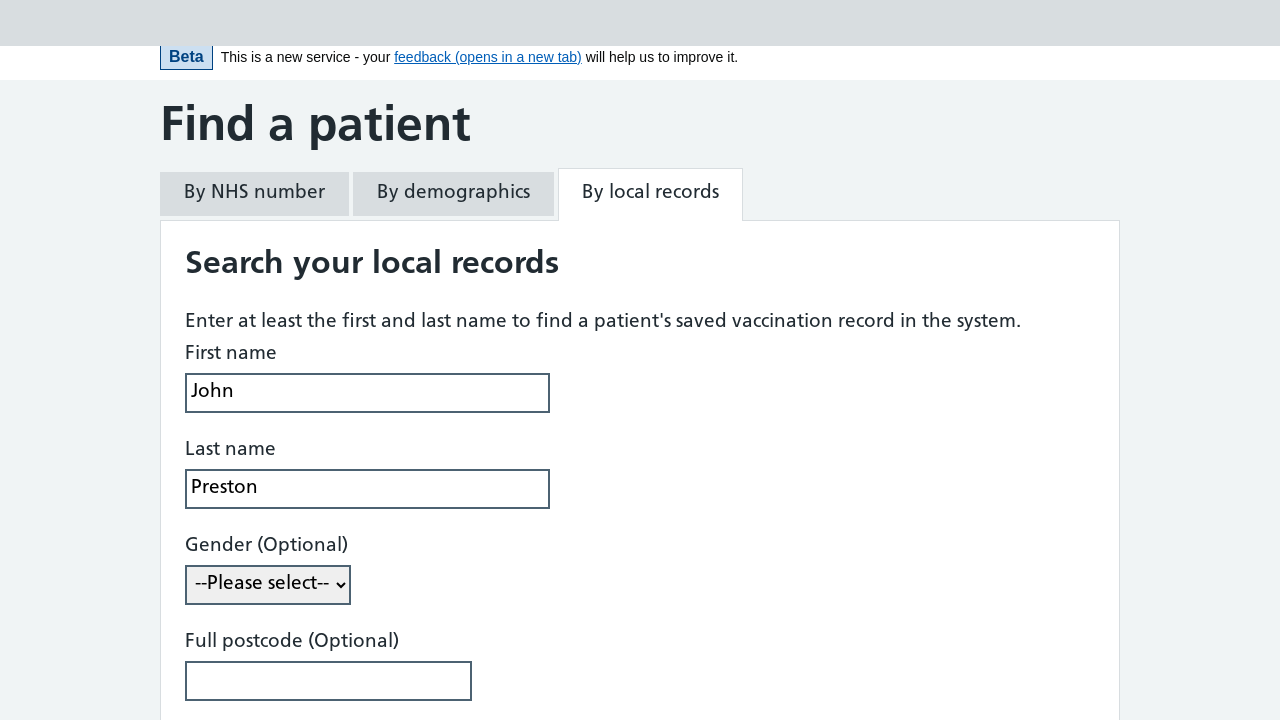 Beta This is a new service - your feedback (opens in a new tab) will help us to improve it.
Find a patient
By NHS number By demographics By local records
Search your local records
Enter at least the first and last name to find a patient's saved vaccination record in the system.
First name
John
Last name
Preston
Gender (Optional)
--Please select--
Full postcode (Optional)